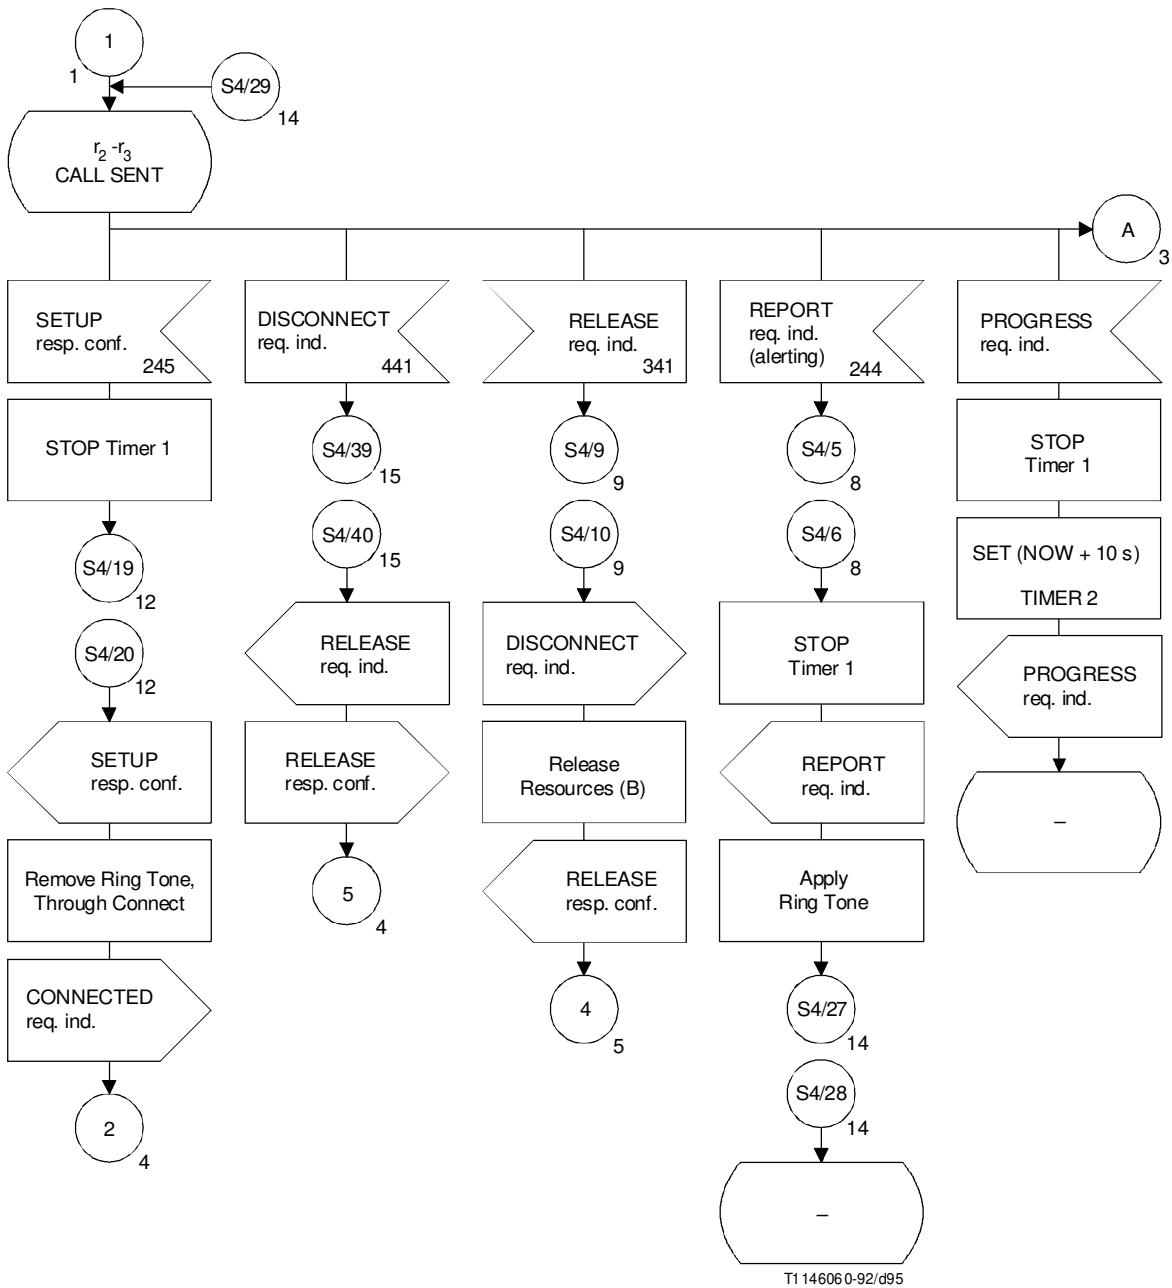 1
1
S4/29
14
r2 -r3
CALL SENT
A
3
SETUP
resp. conf.
245
STOP Timer 1
S4/19
12
S4/20
12
SETUP
resp. conf.
Remove Ring Tone,
Through Connect
CONNECTED
req. ind.
2
4
DISCONNECT
req. ind.
441
S4/39
15
S4/40
15
RELEASE
req. ind.
RELEASE
resp. conf.
5
4
RELEASE
req. ind.
341
S4/9
9
S4/10
9
DISCONNECT
req. ind.
Release
Resources (B)
RELEASE
resp. conf.
4
5
REPORT
req. ind.
(alerting)
244
S4/5
8
S4/6
8
STOP
Timer 1
REPORT
req. ind.
Apply
Ring Tone
S4/27
14
S4/28
14
–
PROGRESS
req. ind.
STOP
Timer 1
SET (NOW + 10 s)
TIMER 2
PROGRESS
req. ind.
–
T1146060-92/d95